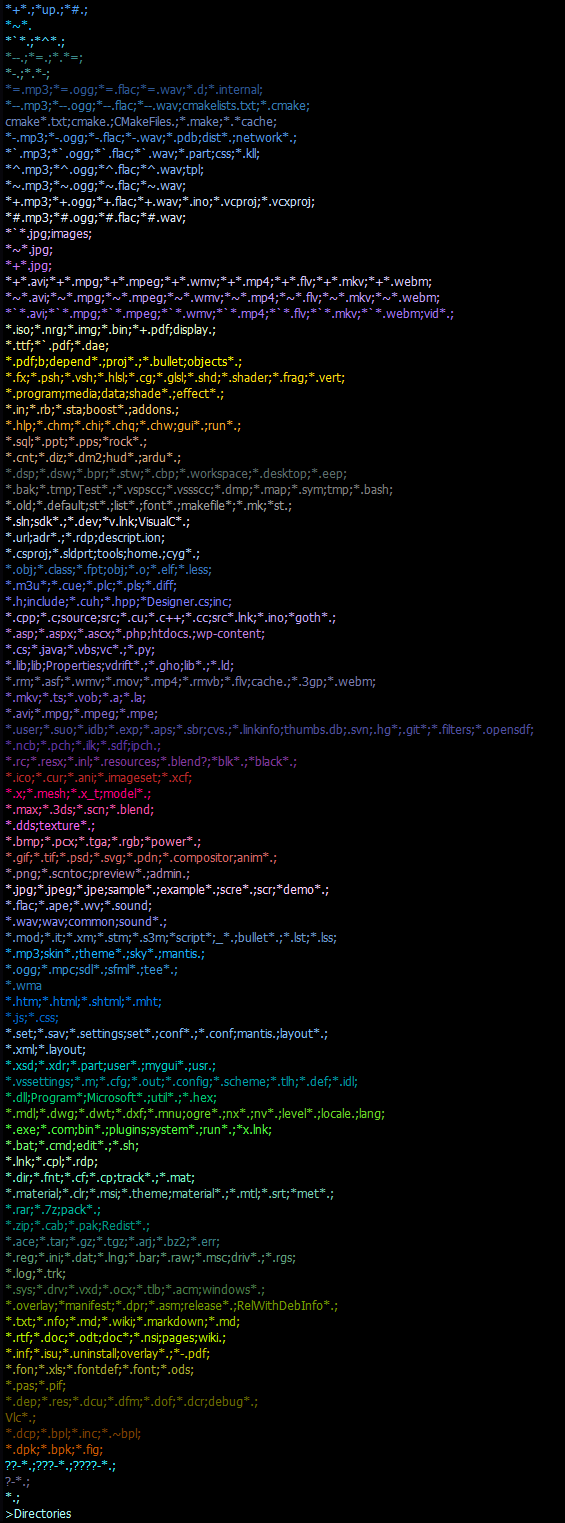 *+*.;*up.;*#.;
*~*.
*`*.;*^*.;
*--.;*=.;*.*=;
*-.;*.*-;
*=.mp3;*=.ogg;*=.flac;*=.wav;*.d;*.internal;
*--.mp3;*--.ogg;*--.flac;*--.wav;cmakelists.txt;*.cmake;
cmake*.txt;cmake.;CMakeFiles.;*.make;*.*cache;
*-.mp3;*-.ogg;*-.flac;*-.wav;*.pdb;dist*.;network*.;
*`.mp3;*`.ogg;*`.flac;*`.wav;*.part;css;*.kll;
*^.mp3;*^.ogg;*^.flac;*^.wav;tpl;
*~.mp3;*~.ogg;*~.flac;*~.wav;
*+.mp3;*+.ogg;*+.flac;*+.wav;*.ino;*.vcproj;*.vcxproj;
*#.mp3;*#.ogg;*#.flac;*#.wav;
*`*.jpg;images;
*~*.jpg;
*+*.jpg;
*+*.avi;*+*.mpg;*+*.mpeg;*+*.wmv;*+*.mp4;*+*.flv;*+*.mkv;*+*.webm;
*~*.avi;*~*.mpg;*~*.mpeg;*~*.wmv;*~*.mp4;*~*.flv;*~*.mkv;*~*.webm;
*`*.avi;*`*.mpg;*`*.mpeg;*`*.wmv;*`*.mp4;*`*.flv;*`*.mkv;*`*.webm;vid*.;
*.iso;*.nrg;*.img;*.bin;*+.pdf;display.;
*.ttf;*`.pdf;*.dae;
*.pdf;b;depend*.;proj*.;*.bullet;objects*.;
*.fx;*.psh;*.vsh;*.hlsl;*.cg;*.glsl;*.shd;*.shader;*.frag;*.vert;
*.program;media;data;shade*.;effect*.;
*.in;*.rb;*.sta;boost*.;addons.;
*.hlp;*.chm;*.chi;*.chq;*.chw;gui*.;run*.;
*.sql;*.ppt;*.pps;*rock*.;
*.cnt;*.diz;*.dm2;hud*.;ardu*.;
*.dsp;*.dsw;*.bpr;*.stw;*.cbp;*.workspace;*.desktop;*.eep;
*.bak;*.tmp;Test*.;*.vspscc;*.vssscc;*.dmp;*.map;*.sym;tmp;*.bash;
*.old;*.default;st*.;list*.;font*.;makefile*;*.mk;*st.;
*.sln;sdk*.;*.dev;*v.lnk;VisualC*.;
*.url;adr*.;*.rdp;descript.ion;
*.csproj;*.sldprt;tools;home.;cyg*.;
*.obj;*.class;*.fpt;obj;*.o;*.elf;*.less;
*.m3u*;*.cue;*.plc;*.pls;*.diff;
*.h;include;*.cuh;*.hpp;*Designer.cs;inc;
*.cpp;*.c;source;src;*.cu;*.c++;*.cc;src*.lnk;*.ino;*goth*.;
*.asp;*.aspx;*.ascx;*.php;htdocs.;wp-content;
*.cs;*.java;*.vbs;vc*.;*.py;
*.lib;lib;Properties;vdrift*.;*.gho;lib*.;*.ld;
*.rm;*.asf;*.wmv;*.mov;*.mp4;*.rmvb;*.flv;cache.;*.3gp;*.webm;
*.mkv;*.ts;*.vob;*.a;*.la;
*.avi;*.mpg;*.mpeg;*.mpe;
*.user;*.suo;*.idb;*.exp;*.aps;*.sbr;cvs.;*.linkinfo;thumbs.db;.svn;.hg*;.git*;*.filters;*.opensdf;
*.ncb;*.pch;*.ilk;*.sdf;ipch.;
*.rc;*.resx;*.inl;*.resources;*.blend?;*blk*.;*black*.;
*.ico;*.cur;*.ani;*.imageset;*.xcf;
*.x;*.mesh;*.x_t;model*.;
*.max;*.3ds;*.scn;*.blend;
*.dds;texture*.;
*.bmp;*.pcx;*.tga;*.rgb;*power*.;
*.gif;*.tif;*.psd;*.svg;*.pdn;*.compositor;anim*.;
*.png;*.scntoc;preview*.;admin.;
*.jpg;*.jpeg;*.jpe;sample*.;example*.;scre*.;scr;*demo*.;
*.flac;*.ape;*.wv;*.sound;
*.wav;wav;common;sound*.;
*.mod;*.it;*.xm;*.stm;*.s3m;*script*;_*.;bullet*.;*.lst;*.lss;
*.mp3;skin*.;theme*.;sky*.;mantis.;
*.ogg;*.mpc;sdl*.;sfml*.;tee*.;
*.wma
*.htm;*.html;*.shtml;*.mht;
*.js;*.css;
*.set;*.sav;*.settings;set*.;conf*.;*.conf;mantis.;layout*.;
*.xml;*.layout;
*.xsd;*.xdr;*.part;user*.;mygui*.;usr.;
*.vssettings;*.m;*.cfg;*.out;*.config;*.scheme;*.tlh;*.def;*.idl;
*.dll;Program*;Microsoft*.;util*.;*.hex;
*.mdl;*.dwg;*.dwt;*.dxf;*.mnu;ogre*.;nx*.;nv*.;level*.;locale.;lang;
*.exe;*.com;bin*.;plugins;system*.;run*.;*x.lnk;
*.bat;*.cmd;edit*.;*.sh;
*.lnk;*.cpl;*.rdp;
*.dir;*.fnt;*.cf;*.cp;track*.;*.mat;
*.material;*.clr;*.msi;*.theme;material*.;*.mtl;*.srt;*met*.;
*.rar;*.7z;pack*.;
*.zip;*.cab;*.pak;Redist*.;
*.ace;*.tar;*.gz;*.tgz;*.arj;*.bz2;*.err;
*.reg;*.ini;*.dat;*.lng;*.bar;*.raw;*.msc;driv*.;*.rgs;
*.log;*.trk;
*.sys;*.drv;*.vxd;*.ocx;*.tlb;*.acm;windows*.;
*.overlay;*manifest;*.dpr;*.asm;release*.;RelWithDebInfo*.;
*.txt;*.nfo;*.md;*.wiki;*.markdown;*.md
*.rtf;*.doc;*.odt;doc*;*.nsi;pages;wiki.;
*.inf;*.isu;*.uninstall;overlay*.;*-.pdf;
*.fon;*.xls;*.fontdef;*.font;*.ods;
*.pas;*.pif;
*.dep;*.res;*.dcu;*.dfm;*.dof;*.dcr;debug*.;
Vlc*.;
*.dcp;*.bpl;*.inc;*.~bpl;
*.dpk;*.bpk;*.fig;
??-*.;???-*.;????-*.;
?-*.;
*.;
>Directories